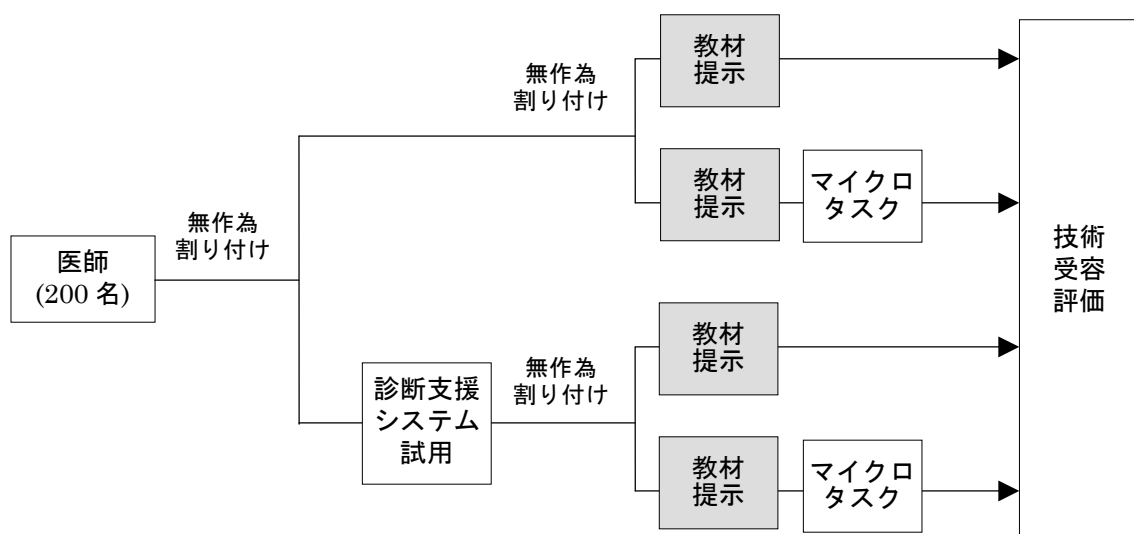 医師
(200 名)
無作為
割り付け
無作為
割り付け
教材
提示
教材
提示
マイクロ
タスク
診断支援
システム
試用
無作為
割り付け
教材
提示
教材
提示
マイクロ
タスク
技術
受容
評価